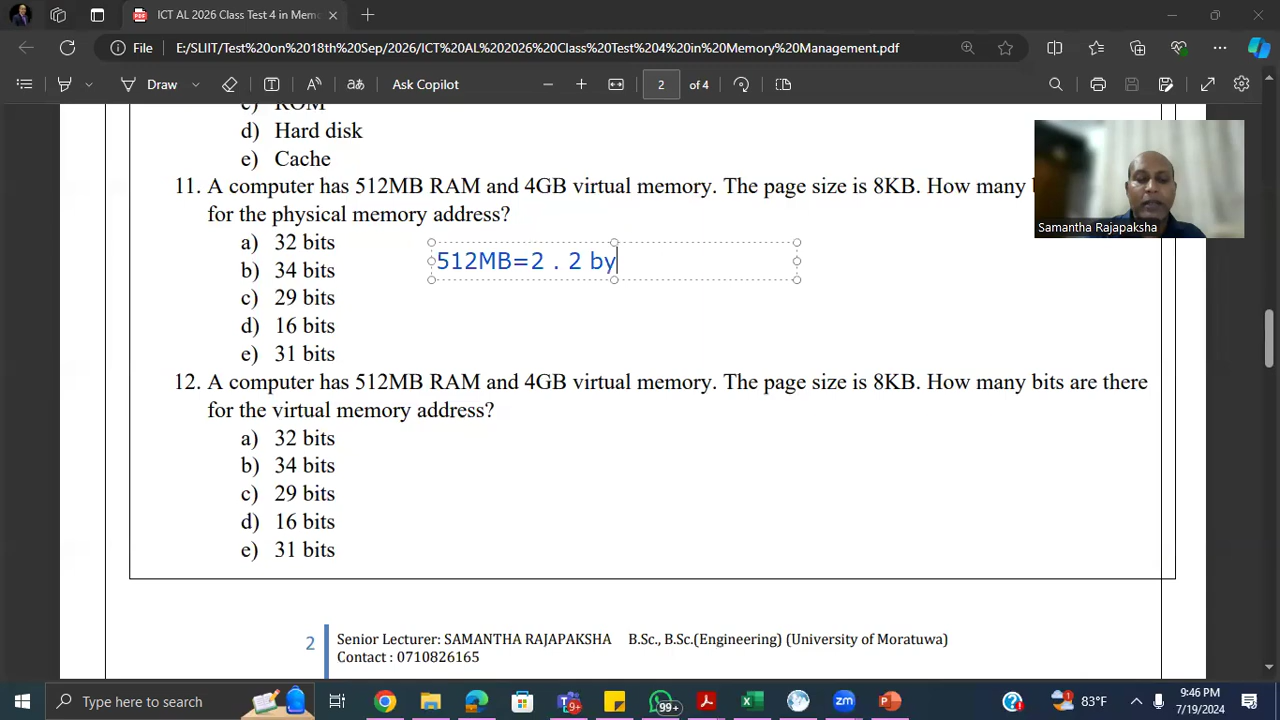 ICT AL 2026 Class Test 4 in Mem
File E:/SLIIT/Test%20on%2018th%20Sep/2026/ICT%20AL%202026%20Class%20Test%204%20in%20Memory%20Management.pdf
Draw
aあ
Ask Copilot
2 of 4
c) ROM
d) Hard disk
e) Cache
11. A computer has 512MB RAM and 4GB virtual memory. The page size is 8KB. How many
for the physical memory address?
a) 32 bits
512MB=2 . 2 by
b) 34 bits
c) 29 bits
d) 16 bits
e) 31 bits
Samantha Rajapaksha
12. A computer has 512MB RAM and 4GB virtual memory. The page size is 8KB. How many bits are there
for the virtual memory address?
a) 32 bits
b) 34 bits
c) 29 bits
d) 16 bits
e) 31 bits
2
Senior Lecturer: SAMANTHA RAJAPAKSHA B.Sc., B.Sc.(Engineering) (University of Moratuwa)
Contact : 0710826165
Type here to search
99+
83°F
9:46 PM
7/19/2024